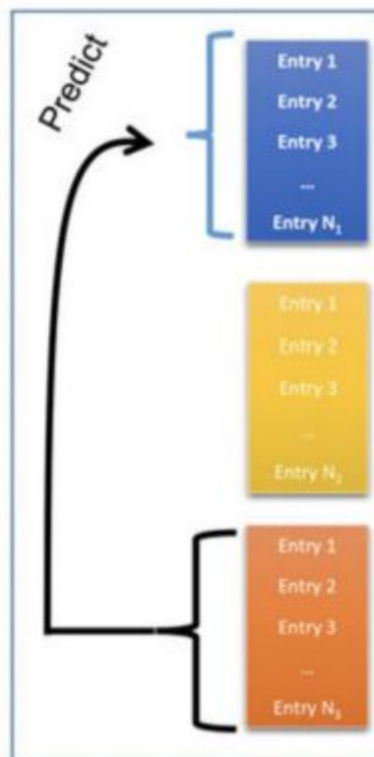 Predict
Entry 1
Entry 2
Entry 3
...
Entry N₁
Entry 1
Entry 2
Entry 3
...
Entry N₂
Entry 1
Entry 2
Entry 3
...
Entry N₃